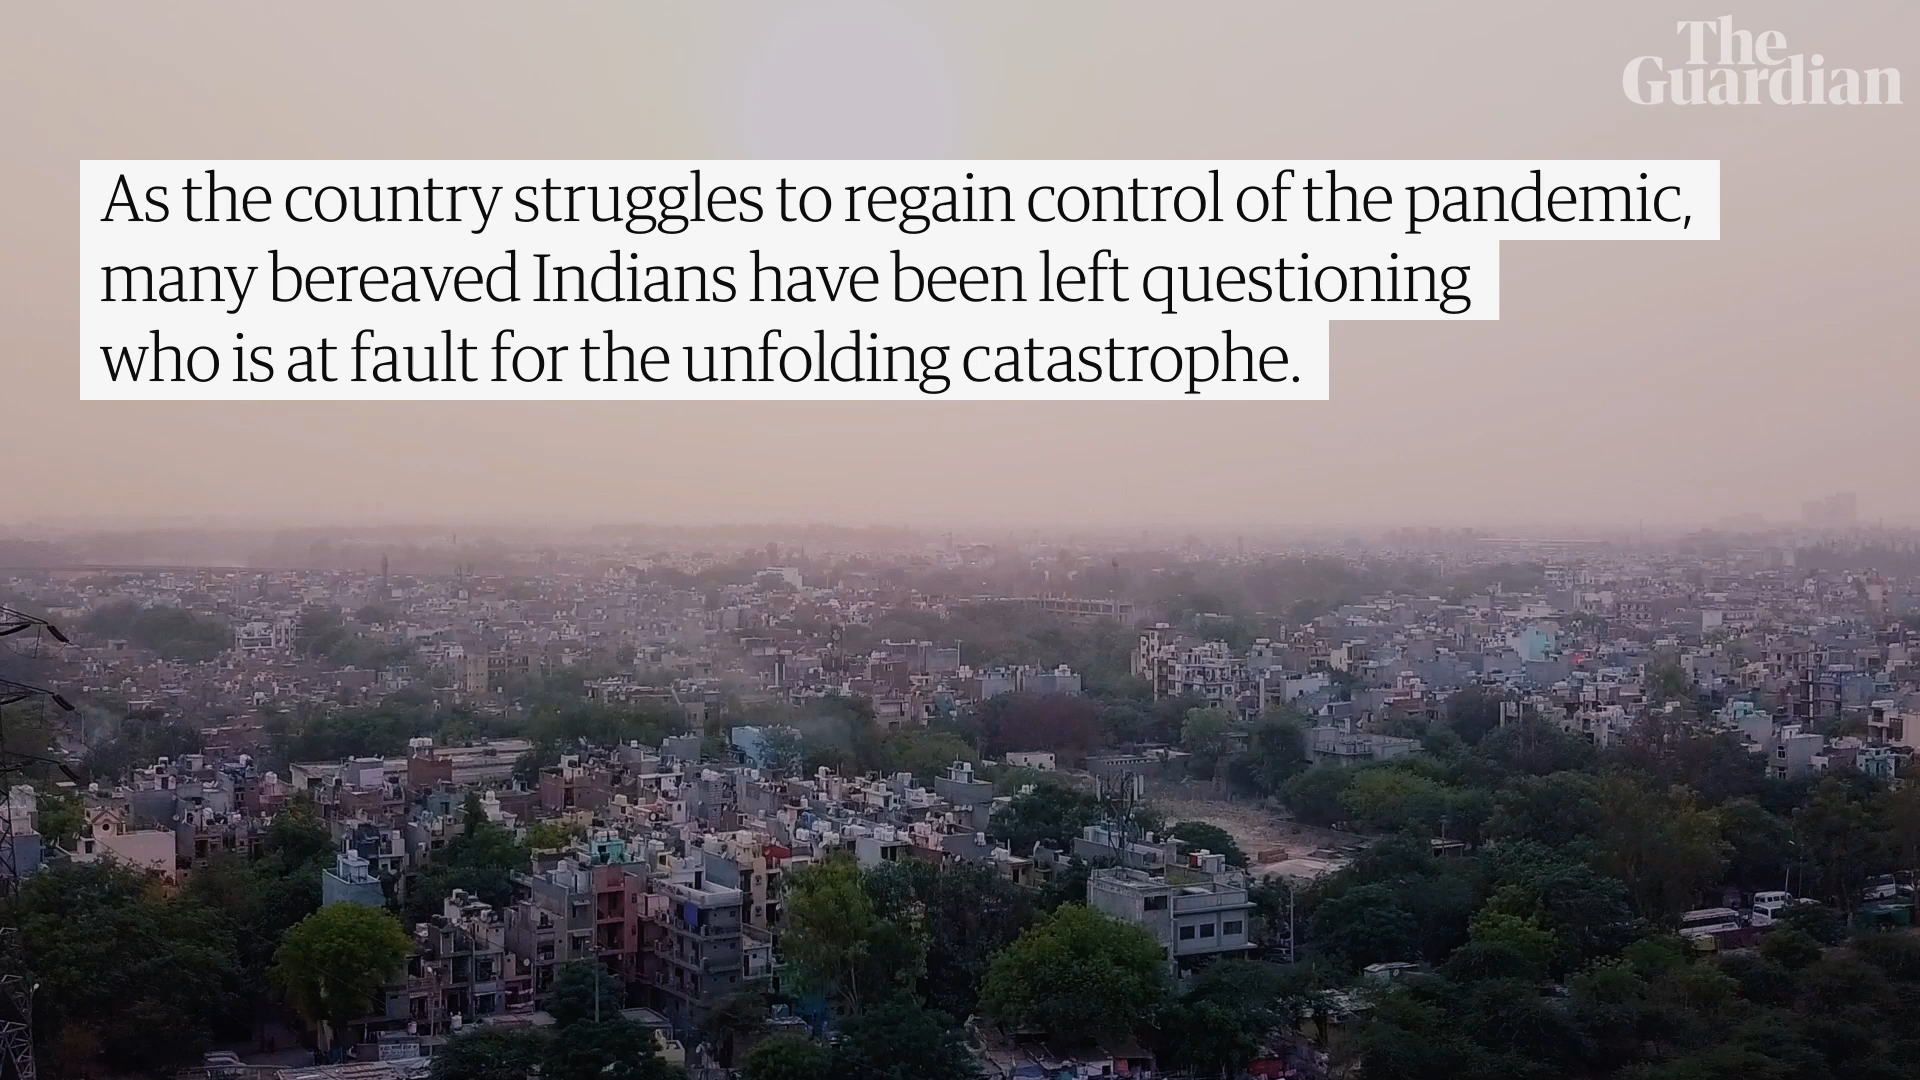 The
Guardian
As the country struggles to regain control of the pandemic,
many bereaved Indians have been left questioning
who is at fault for the unfolding catastrophe.